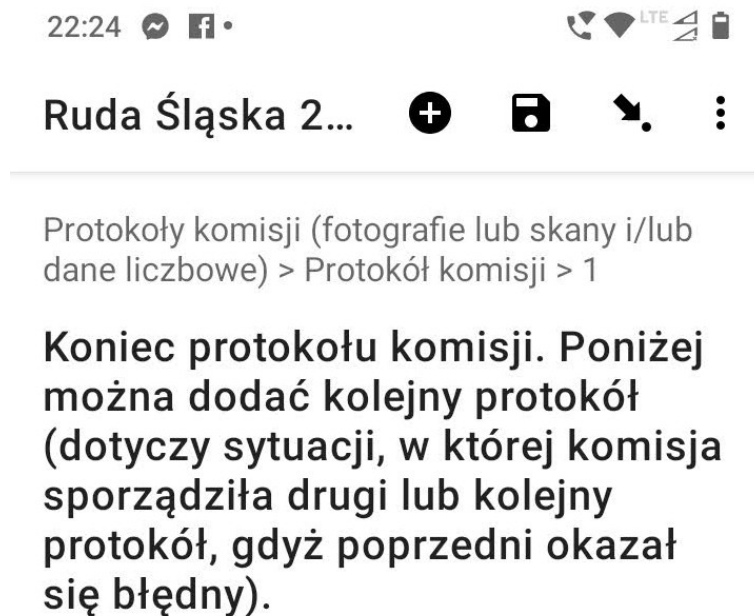 22:24
LTE
Ruda Śląska 2...
Protokoły komisji (fotografie lub skany i/lub
dane liczbowe) > Protokół komisji > 1
Koniec protokołu komisji. Poniżej
można dodać kolejny protokół
(dotyczy sytuacji, w której komisja
sporządziła drugi lub kolejny
protokół, gdyż poprzedni okazał
się błędny).